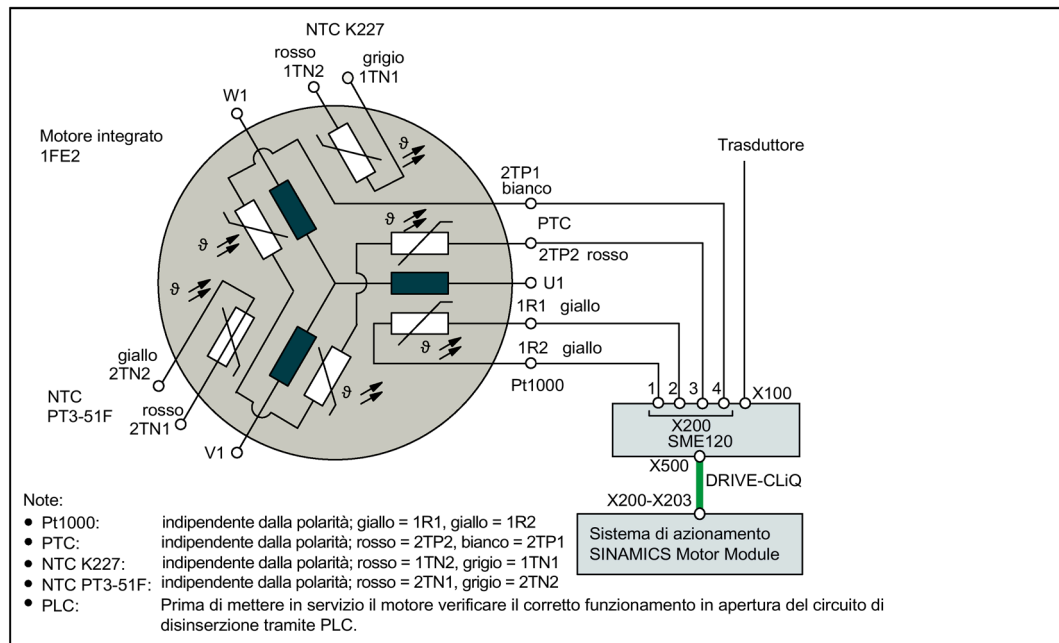 NTC K227
rosso
1TN2
grigio
1TN1
W1
Motore integrato
1FE2
Trasduttore
2TP1
bianco
PTC
2TP2 rosso
U1
1R1 giallo
1R2 giallo
Pt1000
giallo
2TN2
NTC
PT3-51F
rosso
2TN1
V1
ϑ
ϑ
ϑ
ϑ
ϑ
ϑ
1 2 3 4
X100
X200
SME120
X500
DRIVE-CLiQ
X200-X203
Sistema di azionamento
SINAMICS Motor Module
Note:
● Pt1000: indipendente dalla polarità; giallo = 1R1, giallo = 1R2
● PTC: indipendente dalla polarità; rosso = 2TP2, bianco = 2TP1
● NTC K227: indipendente dalla polarità; rosso = 1TN2, grigio = 1TN1
● NTC PT3-51F: indipendente dalla polarità; rosso = 2TN1, grigio = 2TN2
● PLC: Prima di mettere in servizio il motore verificare il corretto funzionamento in apertura del circuito di
disinserzione tramite PLC.